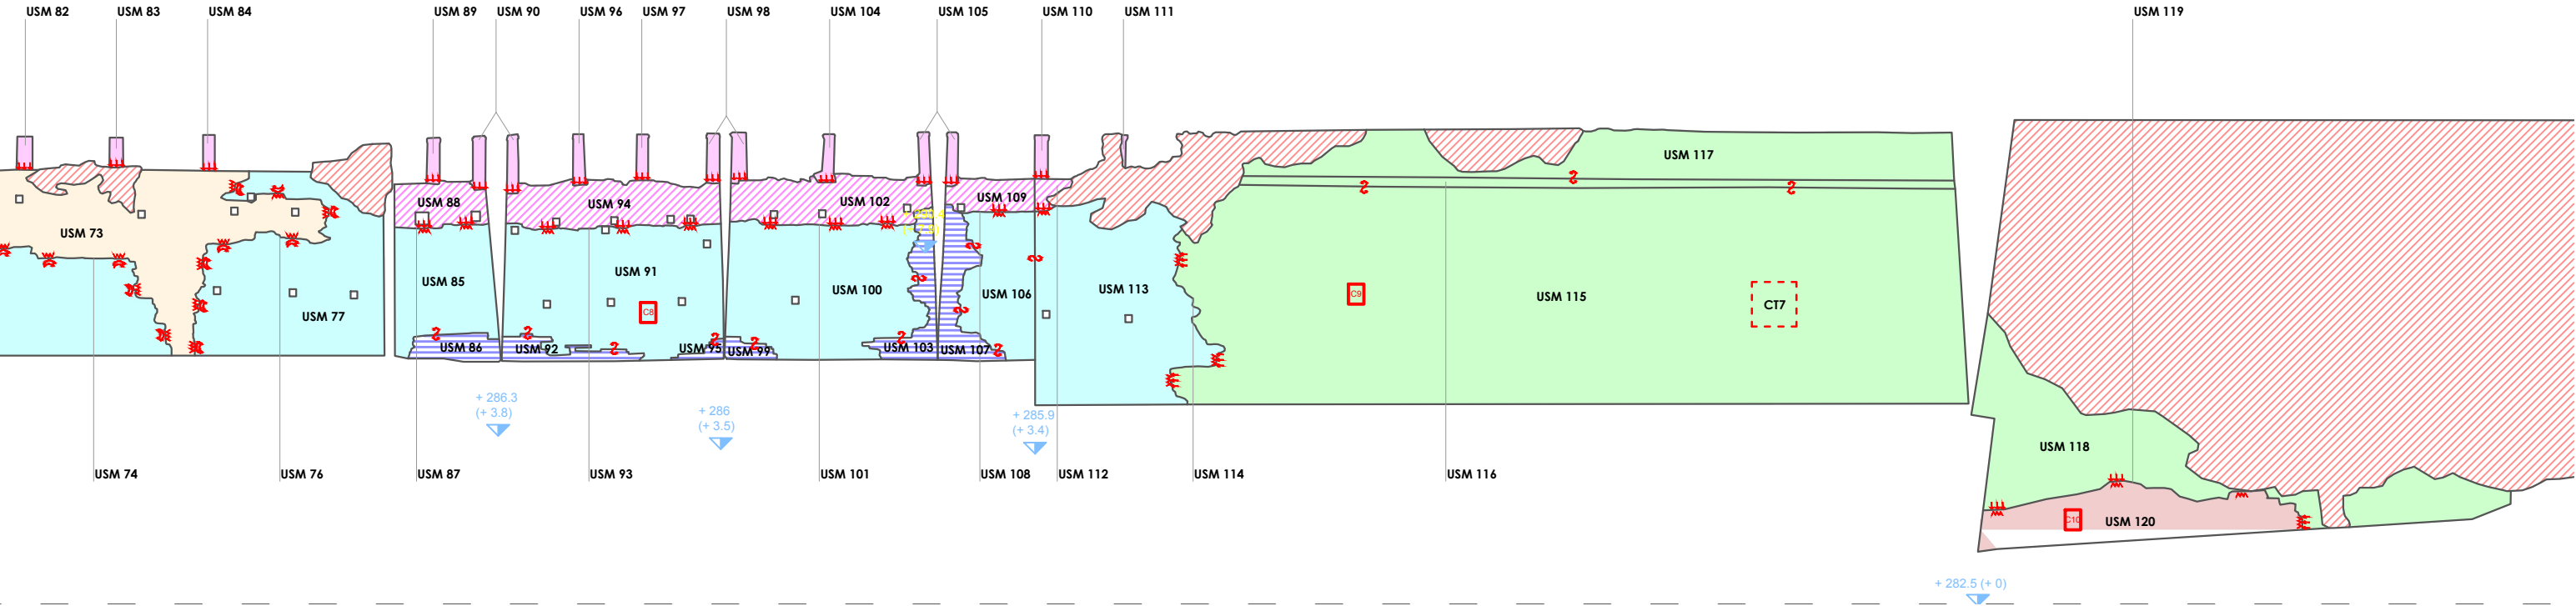 USM 82
USM 83
USM 84
USM 89
USM 90
USM 96
USM 97
USM 98
USM 104
USM 105
USM 110
USM 111
USM 119
USM 117
USM 88
USM 94
USM 102
USM 109
USM 73
USM 91
USM 85
USM 100
USM 106
USM 113
USM 115
CT7
C9
C8
USM 77
USM 86
USM 92
USM 95
USM 99
USM 103
USM 107
+ 286.3
(+ 3.8)
+ 286
(+ 3.5)
+ 285.9
(+ 3.4)
USM 118
USM 74
USM 76
USM 87
USM 93
USM 101
USM 108
USM 112
USM 114
USM 116
C10
USM 120
+ 282.5 (+ 0)